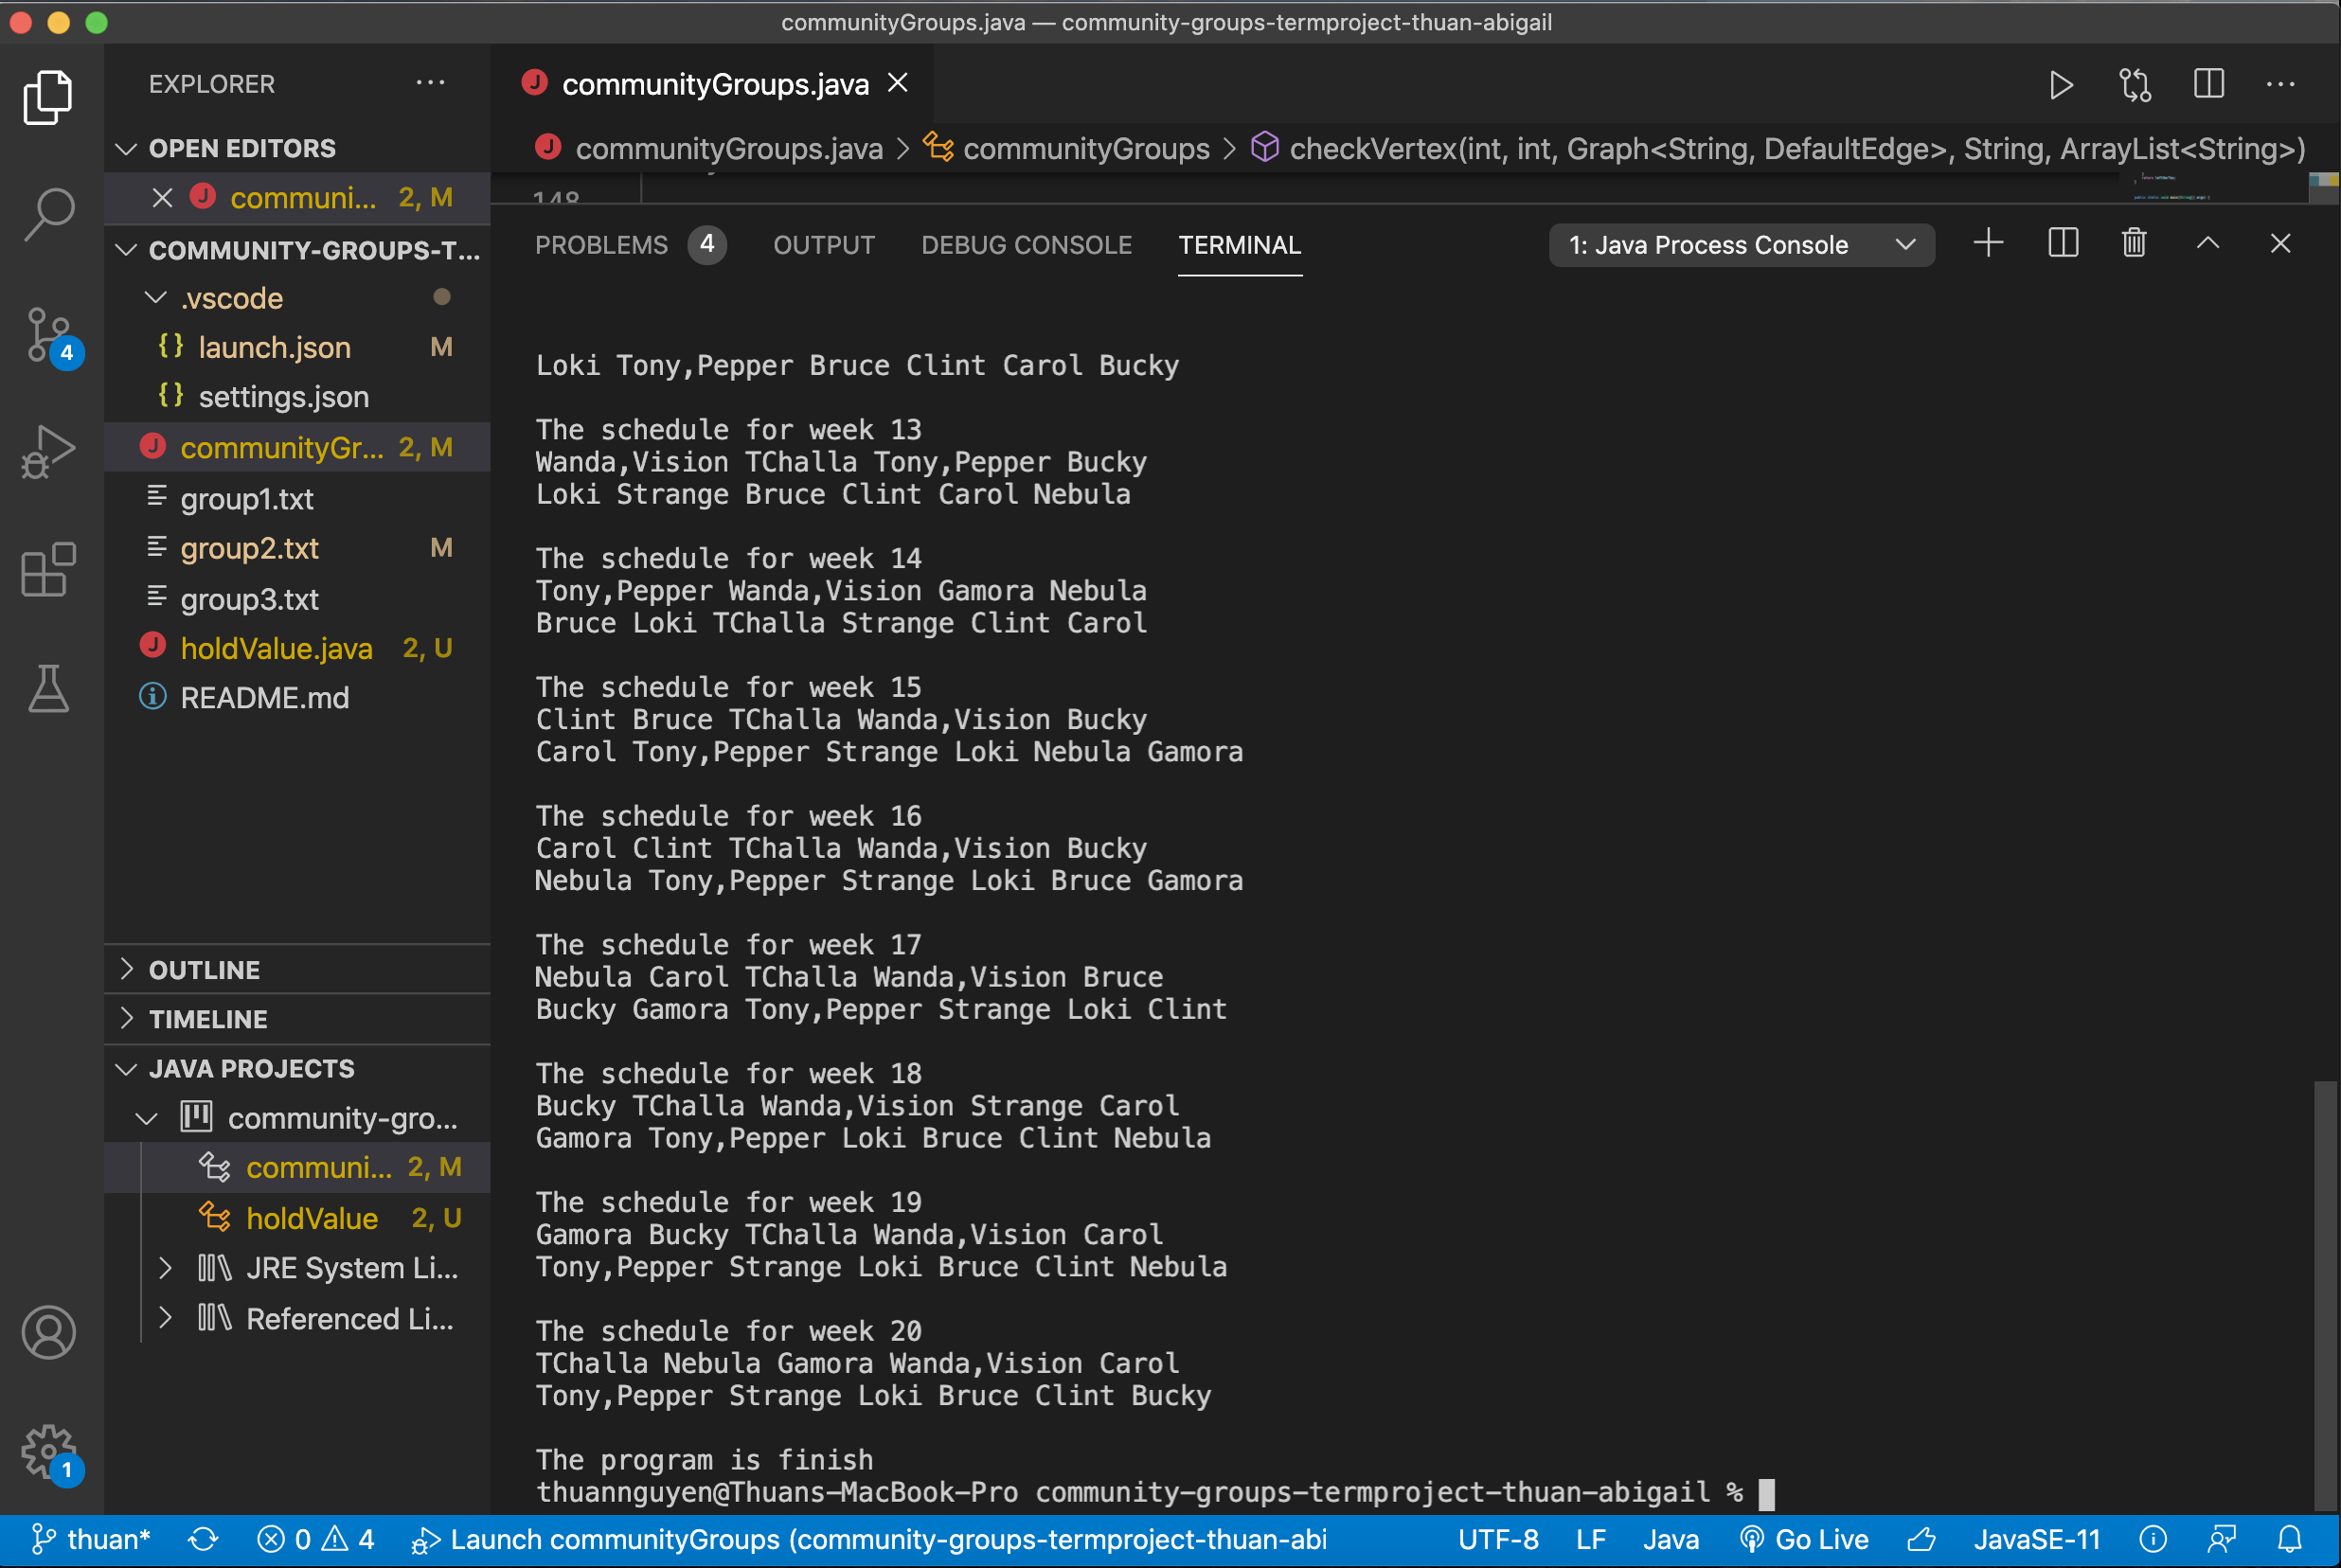 communityGroups.java — community-groups-termproject-thuan-abigail
EXPLORER
OPEN EDITORS
communi... 2, M
COMMUNITY-GROUPS-T...
.vscode
launch.json M
settings.json
communityGr... 2, M
group1.txt
group2.txt M
group3.txt
holdValue.java 2, U
README.md
OUTLINE
TIMELINE
JAVA PROJECTS
community-gro...
communi... 2, M
holdValue 2, U
JRE System Li...
Referenced Li...
4
1
communityGroups.java
communityGroups.java > communityGroups > checkVertex(int, int, Graph<String, DefaultEdge>, String, ArrayList<String>)
148
PROBLEMS 4 OUTPUT DEBUG CONSOLE TERMINAL 1: Java Process Console
Loki Tony,Pepper Bruce Clint Carol Bucky
The schedule for week 13
Wanda,Vision TChalla Tony,Pepper Bucky
Loki Strange Bruce Clint Carol Nebula
The schedule for week 14
Tony,Pepper Wanda,Vision Gamora Nebula
Bruce Loki TChalla Strange Clint Carol
The schedule for week 15
Clint Bruce TChalla Wanda,Vision Bucky
Carol Tony,Pepper Strange Loki Nebula Gamora
The schedule for week 16
Carol Clint TChalla Wanda,Vision Bucky
Nebula Tony,Pepper Strange Loki Bruce Gamora
The schedule for week 17
Nebula Carol TChalla Wanda,Vision Bruce
Bucky Gamora Tony,Pepper Strange Loki Clint
The schedule for week 18
Bucky TChalla Wanda,Vision Strange Carol
Gamora Tony,Pepper Loki Bruce Clint Nebula
The schedule for week 19
Gamora Bucky TChalla Wanda,Vision Carol
Tony,Pepper Strange Loki Bruce Clint Nebula
The schedule for week 20
TChalla Nebula Gamora Wanda,Vision Carol
Tony,Pepper Strange Loki Bruce Clint Bucky
The program is finish
thuannguyen@Thuans-MacBook-Pro community-groups-termproject-thuan-abigail %
thuan* 0 4 Launch communityGroups (community-groups-termproject-thuan-abi UTF-8 LF Java Go Live JavaSE-11